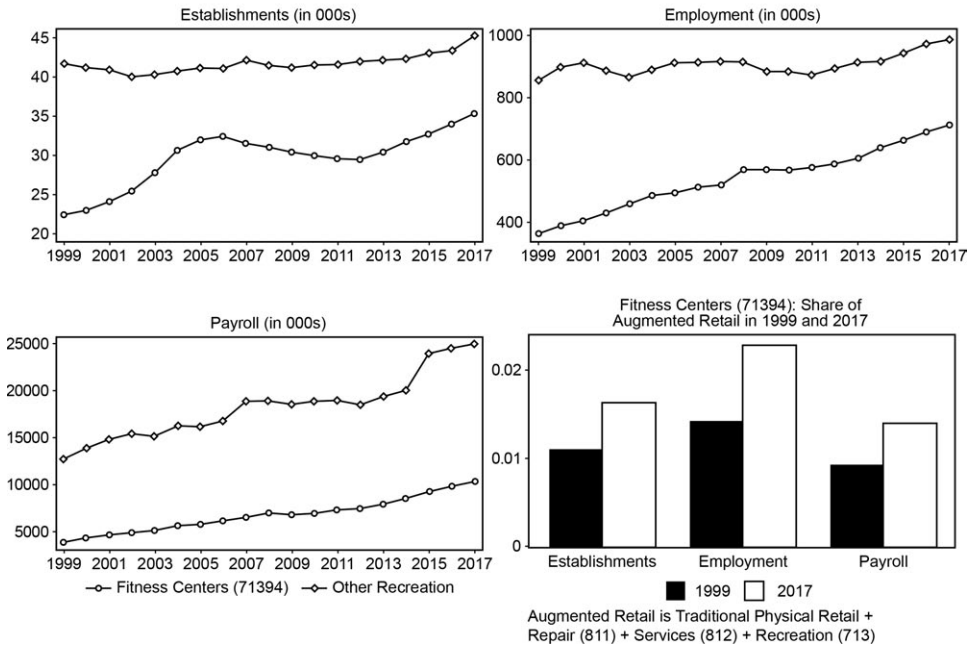 Establishments (in 000s)
45
40
35
30
25
20
1999 2001 2003 2005 2007 2009 2011 2013 2015 2017
Employment (in 000s)
1000
800
600
400
1999 2001 2003 2005 2007 2009 2011 2013 2015 2017
Payroll (in 000s)
25000
20000
15000
10000
5000
1999 2001 2003 2005 2007 2009 2011 2013 2015 2017
Fitness Centers (71394) Other Recreation
Fitness Centers (71394): Share of
Augmented Retail in 1999 and 2017
0.02
0.01
0
Establishments Employment Payroll
1999 2017
Augmented Retail is Traditional Physical Retail +
Repair (811) + Services (812) + Recreation (713)